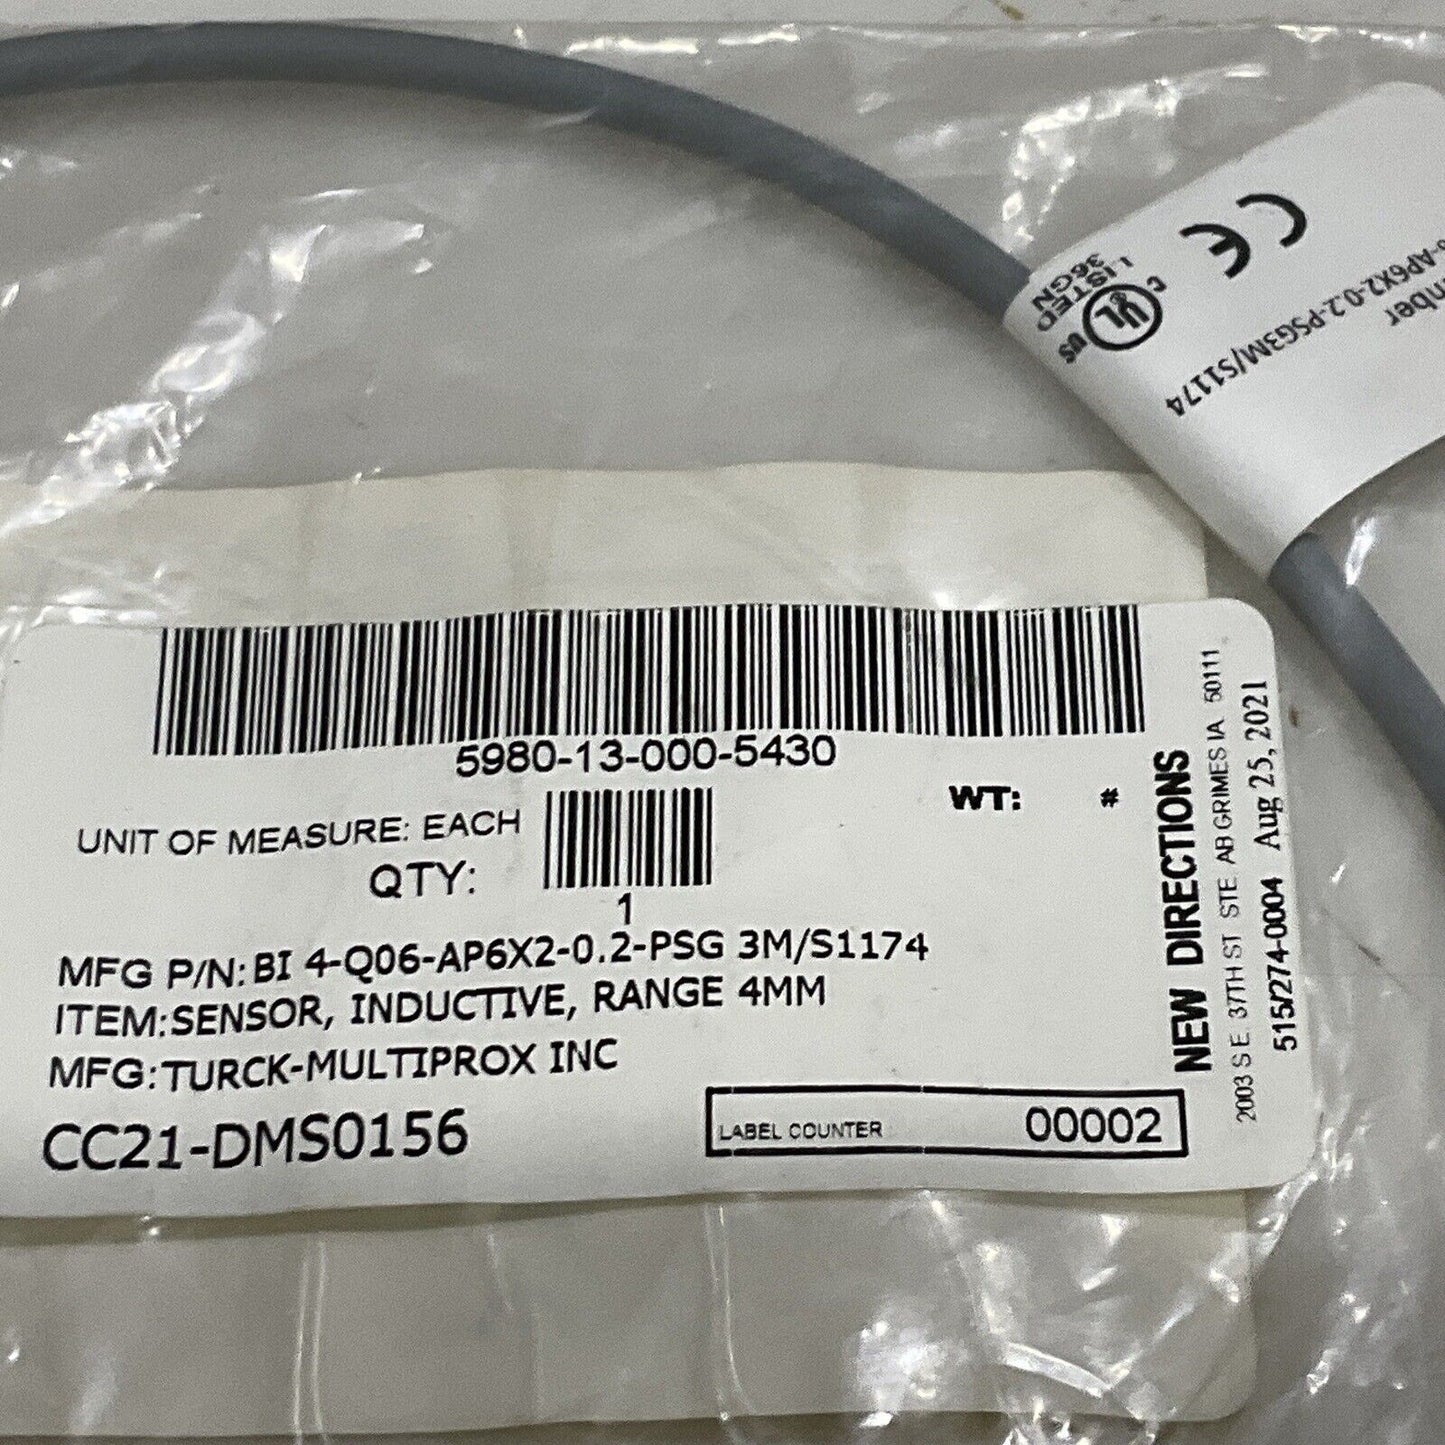 CE
C UL US
LISTED
36GN
-AP6X2-0.2-PSG3M/S1174
5980-13-000-5430
UNIT OF MEASURE: EACH
QTY:
1
WT: #
MFG P/N: BI 4-Q06-AP6X2-0.2-PSG 3M/S1174
ITEM:SENSOR, INDUCTIVE, RANGE 4MM
MFG:TURCK-MULTIPROX INC
CC21-DMS0156
LABEL COUNTER 00002
NEW DIRECTIONS
2003 S E 37TH ST STE AB GRIMES IA 50111
515/274-0004 Aug 25, 2021